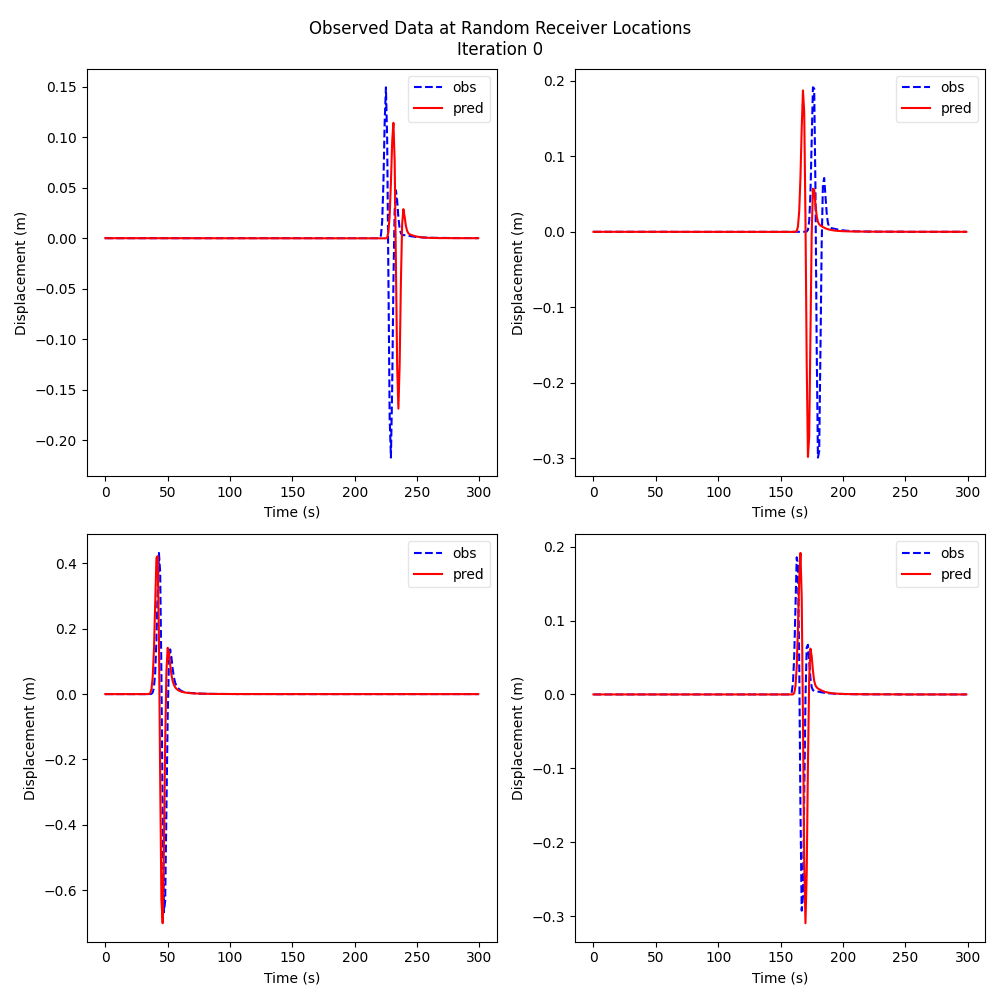 Observed Data at Random Receiver Locations
Iteration 0
0.15
0.10
0.05
0.00
−0.05
−0.10
−0.15
−0.20
Displacement (m)
obs
pred
0 50 100 150 200 250 300
Time (s)
0.2
0.1
0.0
−0.1
−0.2
−0.3
Displacement (m)
obs
pred
0 50 100 150 200 250 300
Time (s)
0.4
0.2
0.0
−0.2
−0.4
−0.6
Displacement (m)
obs
pred
0 50 100 150 200 250 300
Time (s)
0.2
0.1
0.0
−0.1
−0.2
−0.3
Displacement (m)
obs
pred
0 50 100 150 200 250 300
Time (s)